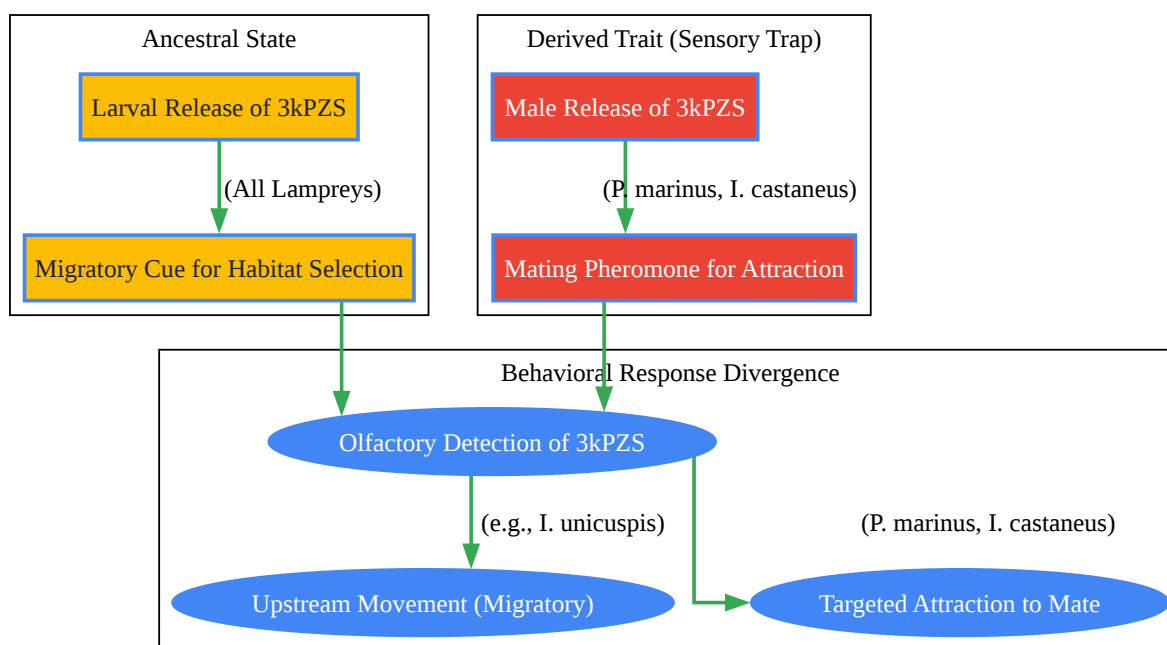 Ancestral State
Derived Trait (Sensory Trap)
Larval Release of 3kPZS
Male Release of 3kPZS
(All Lampreys)
(P. marinus, I. castaneus)
Migratory Cue for Habitat Selection
Mating Pheromone for Attraction
Behavioral Response Divergence
Olfactory Detection of 3kPZS
(e.g., I. unicuspis)
(P. marinus, I. castaneus)
Upstream Movement (Migratory)
Targeted Attraction to Mate